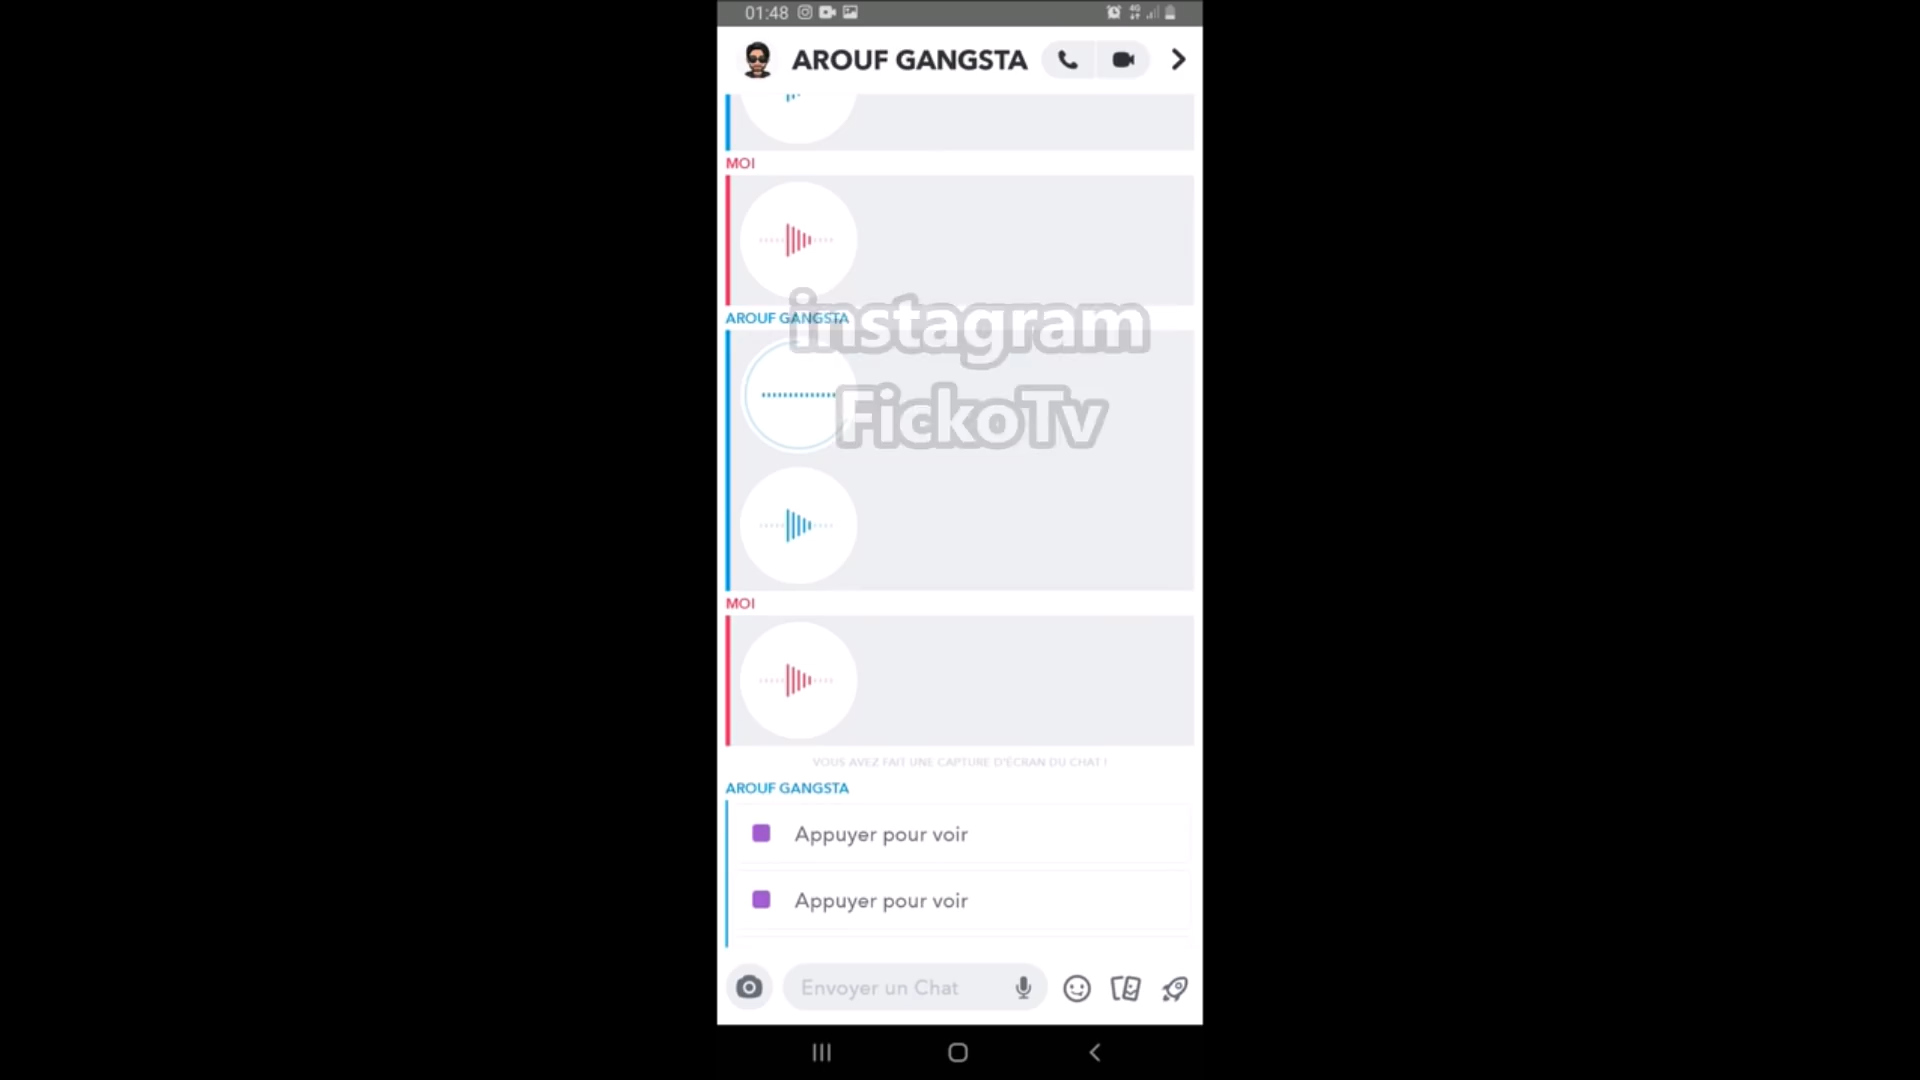 01:48
4G
AROUF GANGSTA
MOI
AROUF GANGSTA
instagram
FickoTv
MOI
VOUS AVEZ FAIT UNE CAPTURE D'ÉCRAN DU CHAT !
AROUF GANGSTA
Appuyer pour voir
Appuyer pour voir
Envoyer un Chat